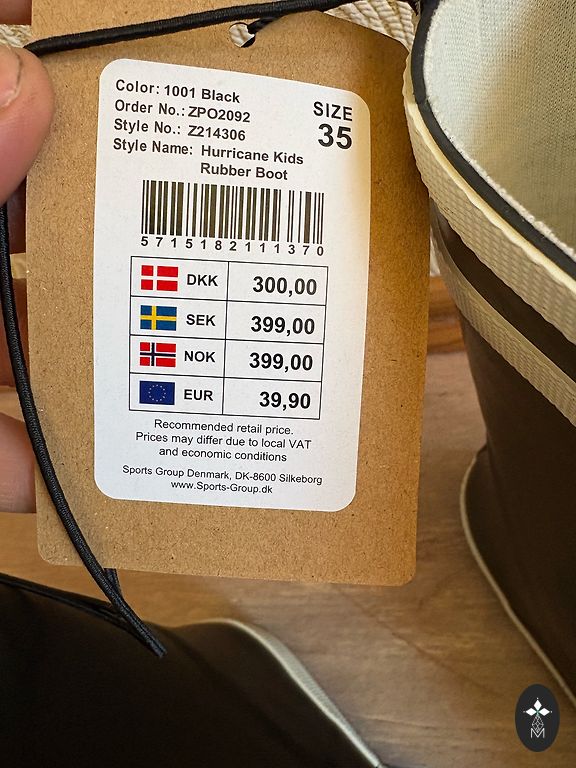 Color: 1001 Black
Order No.: ZPO2092
Style No.: Z214306
Style Name: Hurricane Kids
Rubber Boot
SIZE
35
5715182111370
DKK 300,00
SEK 399,00
NOK 399,00
EUR 39,90
Recommended retail price.
Prices may differ due to local VAT
and economic conditions
Sports Group Denmark, DK-8600 Silkeborg
www.Sports-Group.dk
M